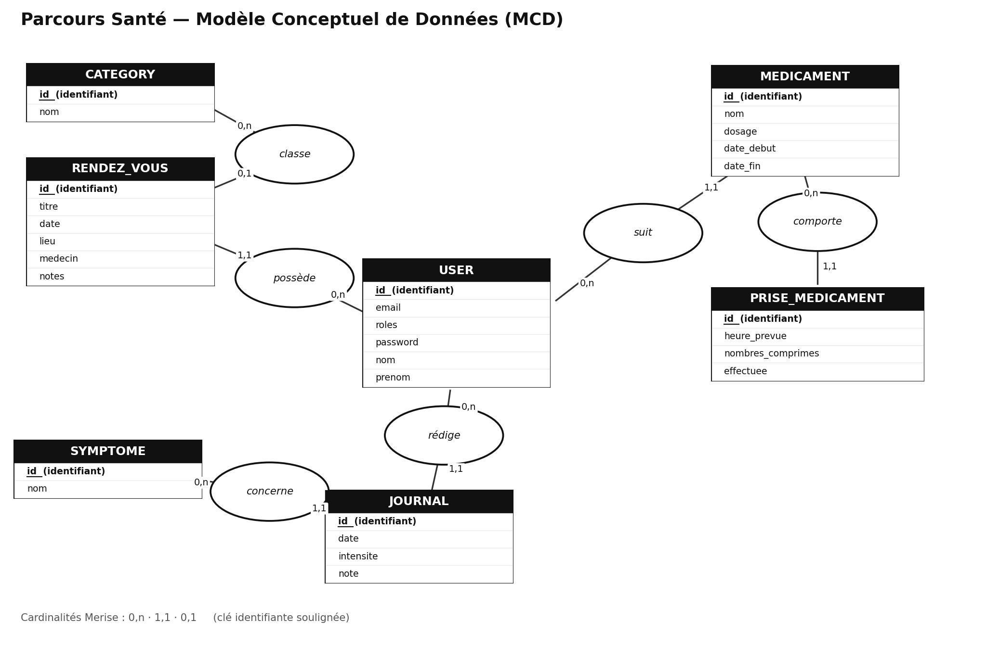 Parcours Santé — Modèle Conceptuel de Données (MCD)
CATEGORY
id (identifiant)
nom
0,n
classe
0,1
RENDEZ_VOUS
id (identifiant)
titre
date
lieu
medecin
notes
1,1
possède
0,n
USER
id (identifiant)
email
roles
password
nom
prenom
0,n
suit
1,1
MEDICAMENT
id (identifiant)
nom
dosage
date_debut
date_fin
0,n
comporte
1,1
PRISE_MEDICAMENT
id (identifiant)
heure_prevue
nombres_comprimes
effectuee
0,n
rédige
1,1
SYMPTOME
id (identifiant)
nom
0,n
concerne
1,1
JOURNAL
id (identifiant)
date
intensite
note
Cardinalités Merise : 0,n · 1,1 · 0,1 (clé identifiante soulignée)